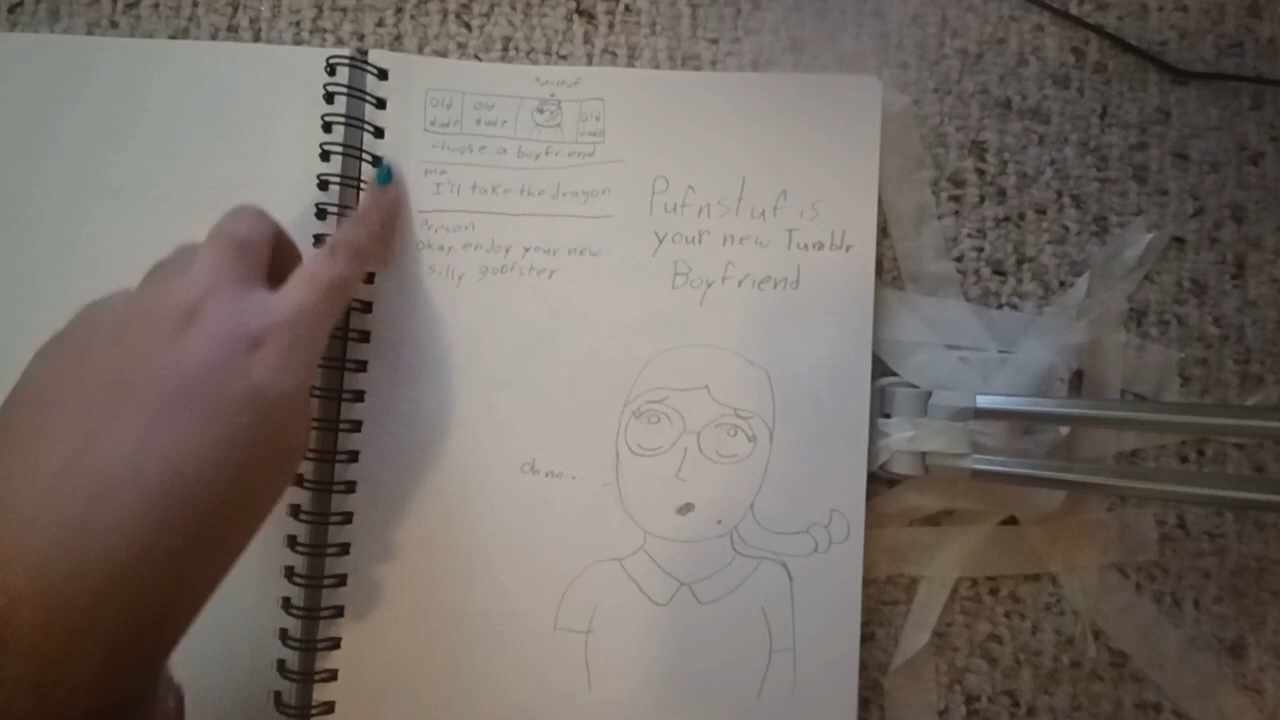 Pufnstuf
Old dude
Old dude
Old dude
Choose a boyfriend
me
I'll take the dragon
Person
Okay. enjoy your new
silly goofster
Pufnstuf is
your new Tumblr
Boyfriend
Oh no.